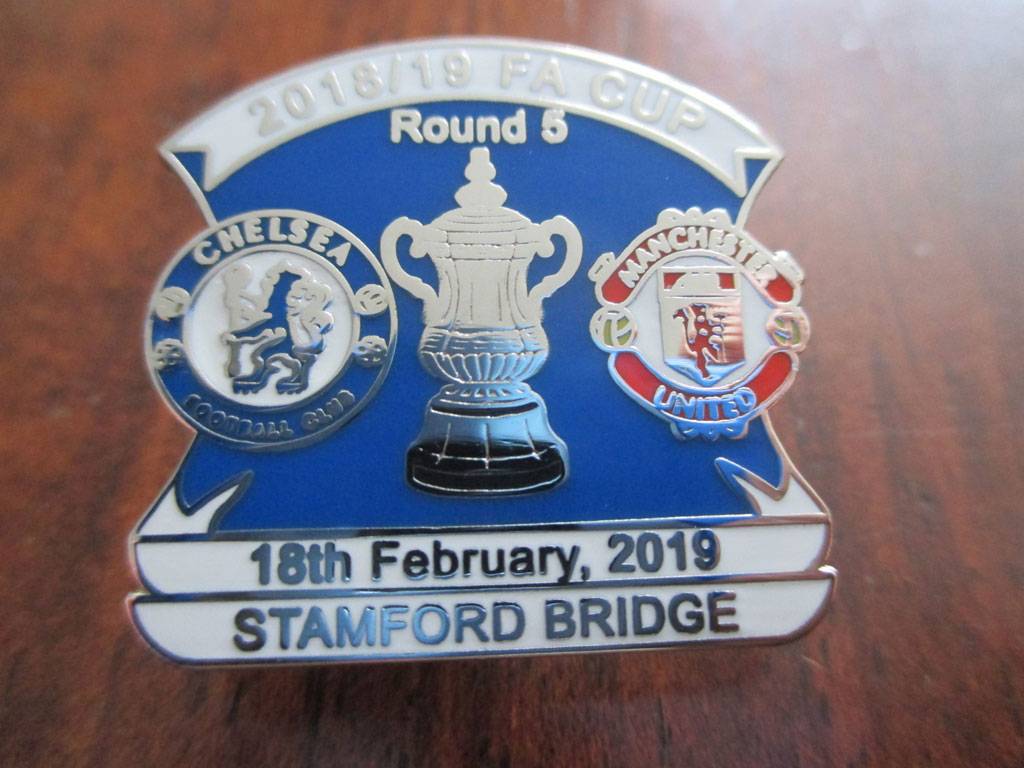 2018/19 FA CUP
Round 5
CHELSEA
FOOTBALL CLUB
MANCHESTER
UNITED
18th February, 2019
STAMFORD BRIDGE